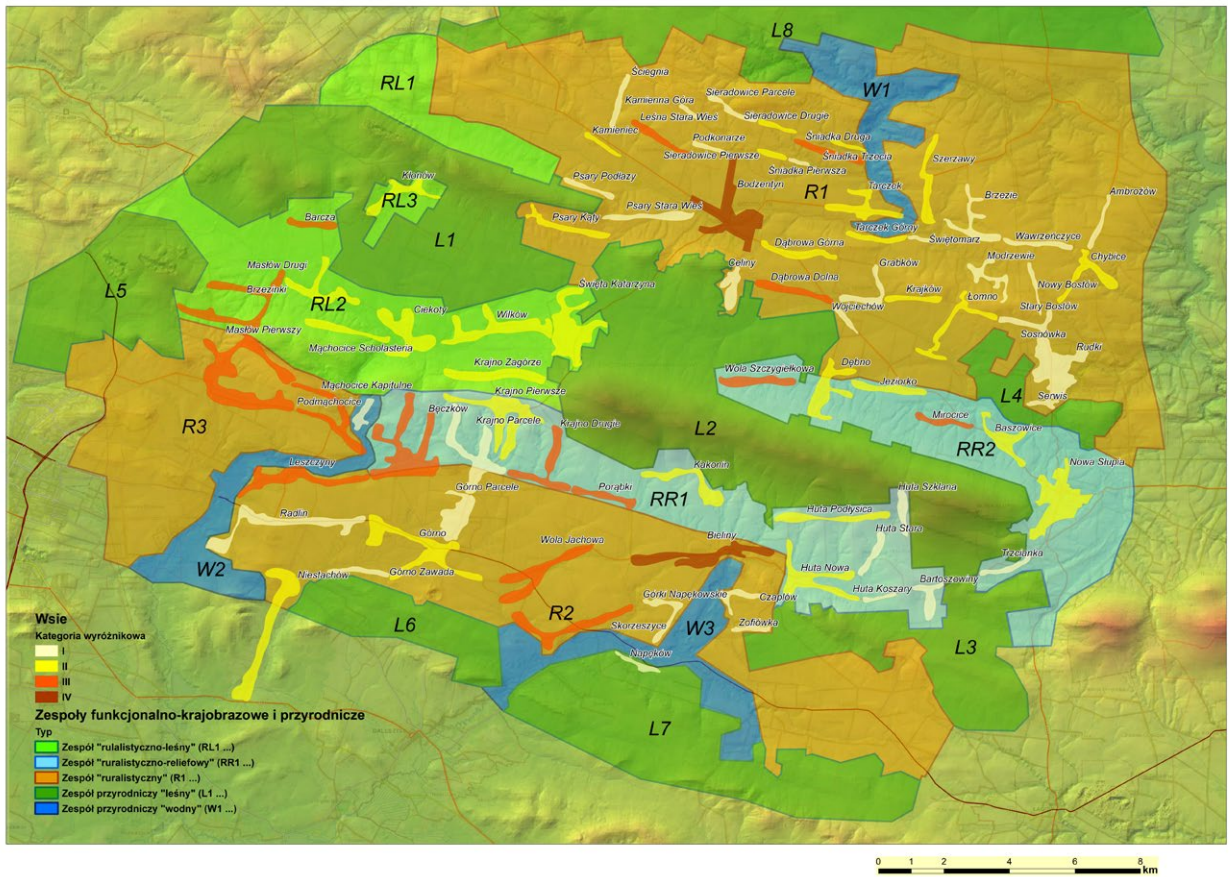 L8
RL1
W1
Ściegnia
Kamienna Góra
Sieradowice Parcele
Leśna Stara Wieś
Sieradowice Drugie
Kamieniec
Podkonarze
Śniadka Druga
Sieradowice Pierwsze
Śniadka Trzecia
Szerzawy
Śniadka Pierwsza
Klonów
Psary Podłazy
Bodzentyn
R1
Tarczek
Brzezie
Ambrożów
RL3
Barcza
Psary Kąty
Psary Stara Wieś
L1
Tarczek Górny
Świętomarz
Wawrzeńczyce
Dąbrowa Górna
Modrzewie
Chybice
Masłów Drugi
Celiny
Grabków
L5
Brzezinki
RL2
Święta Katarzyna
Dąbrowa Dolna
Krajków
Łomno
Nowy Bostów
Ciekoty
Wilków
Wojciechów
Stary Bostów
Masłów Pierwszy
Sosnówka
Mąchocice Scholasteria
Rudki
Krajno Zagórze
Wola Szczygiełkowa
Dębno
Mąchocice Kapitulne
Krajno Pierwsze
Jeziorko
Podmąchocice
Serwis
L4
Bęczków
Mirocice
R3
Krajno Parcele
Krajno Drugie
L2
Baszowice
RR2
Leszczyny
Kakonin
Nowa Słupia
Górno Parcele
Porąbki
RR1
Huta Szklana
Radlin
Huta Podłysica
Górno
Wola Jachowa
Bieliny
Huta Stara
Trzcianka
W2
Niestachów
Górno Zawada
Huta Nowa
Bartoszowiny
Górki Napękowskie
Czaplów
Huta Koszary
Wsie
R2
Skorzeszyce
W3
Zofiówka
Kategoria wyróżnikowa
L6
L3
I
Napęków
II
III
IV
L7
Zespoły funkcjonalno-krajobrazowe i przyrodnicze
Typ
Zespół "rulalistyczno-leśny" (RL1 ...)
Zespół "ruralistyczno-reliefowy" (RR1 ...)
Zespół "ruralistyczny" (R1 ...)
Zespół przyrodniczy "leśny" (L1 ...)
Zespół przyrodniczy "wodny" (W1 ...)
0 1 2 4 6 8
km